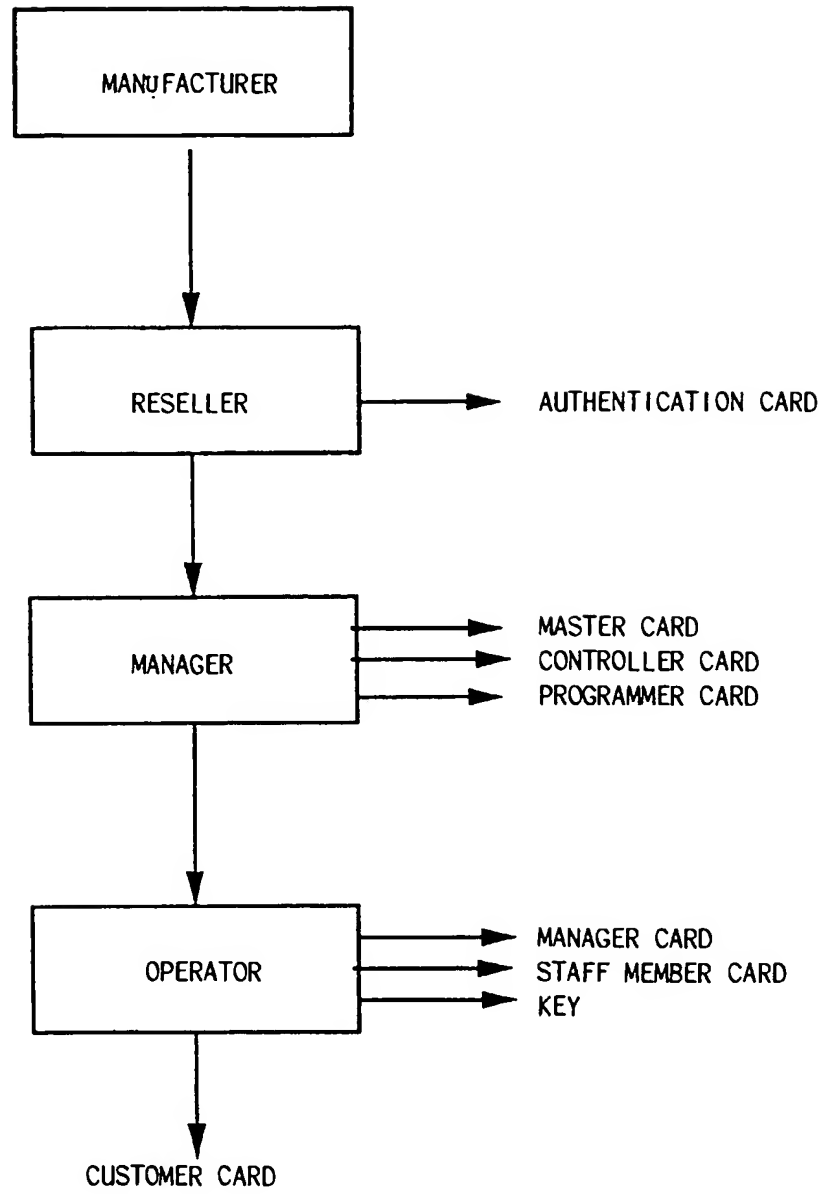 MANUFACTURER
RESELLER
AUTHENTICATION CARD
MANAGER
MASTER CARD
CONTROLLER CARD
PROGRAMMER CARD
OPERATOR
MANAGER CARD
STAFF MEMBER CARD
KEY
CUSTOMER CARD